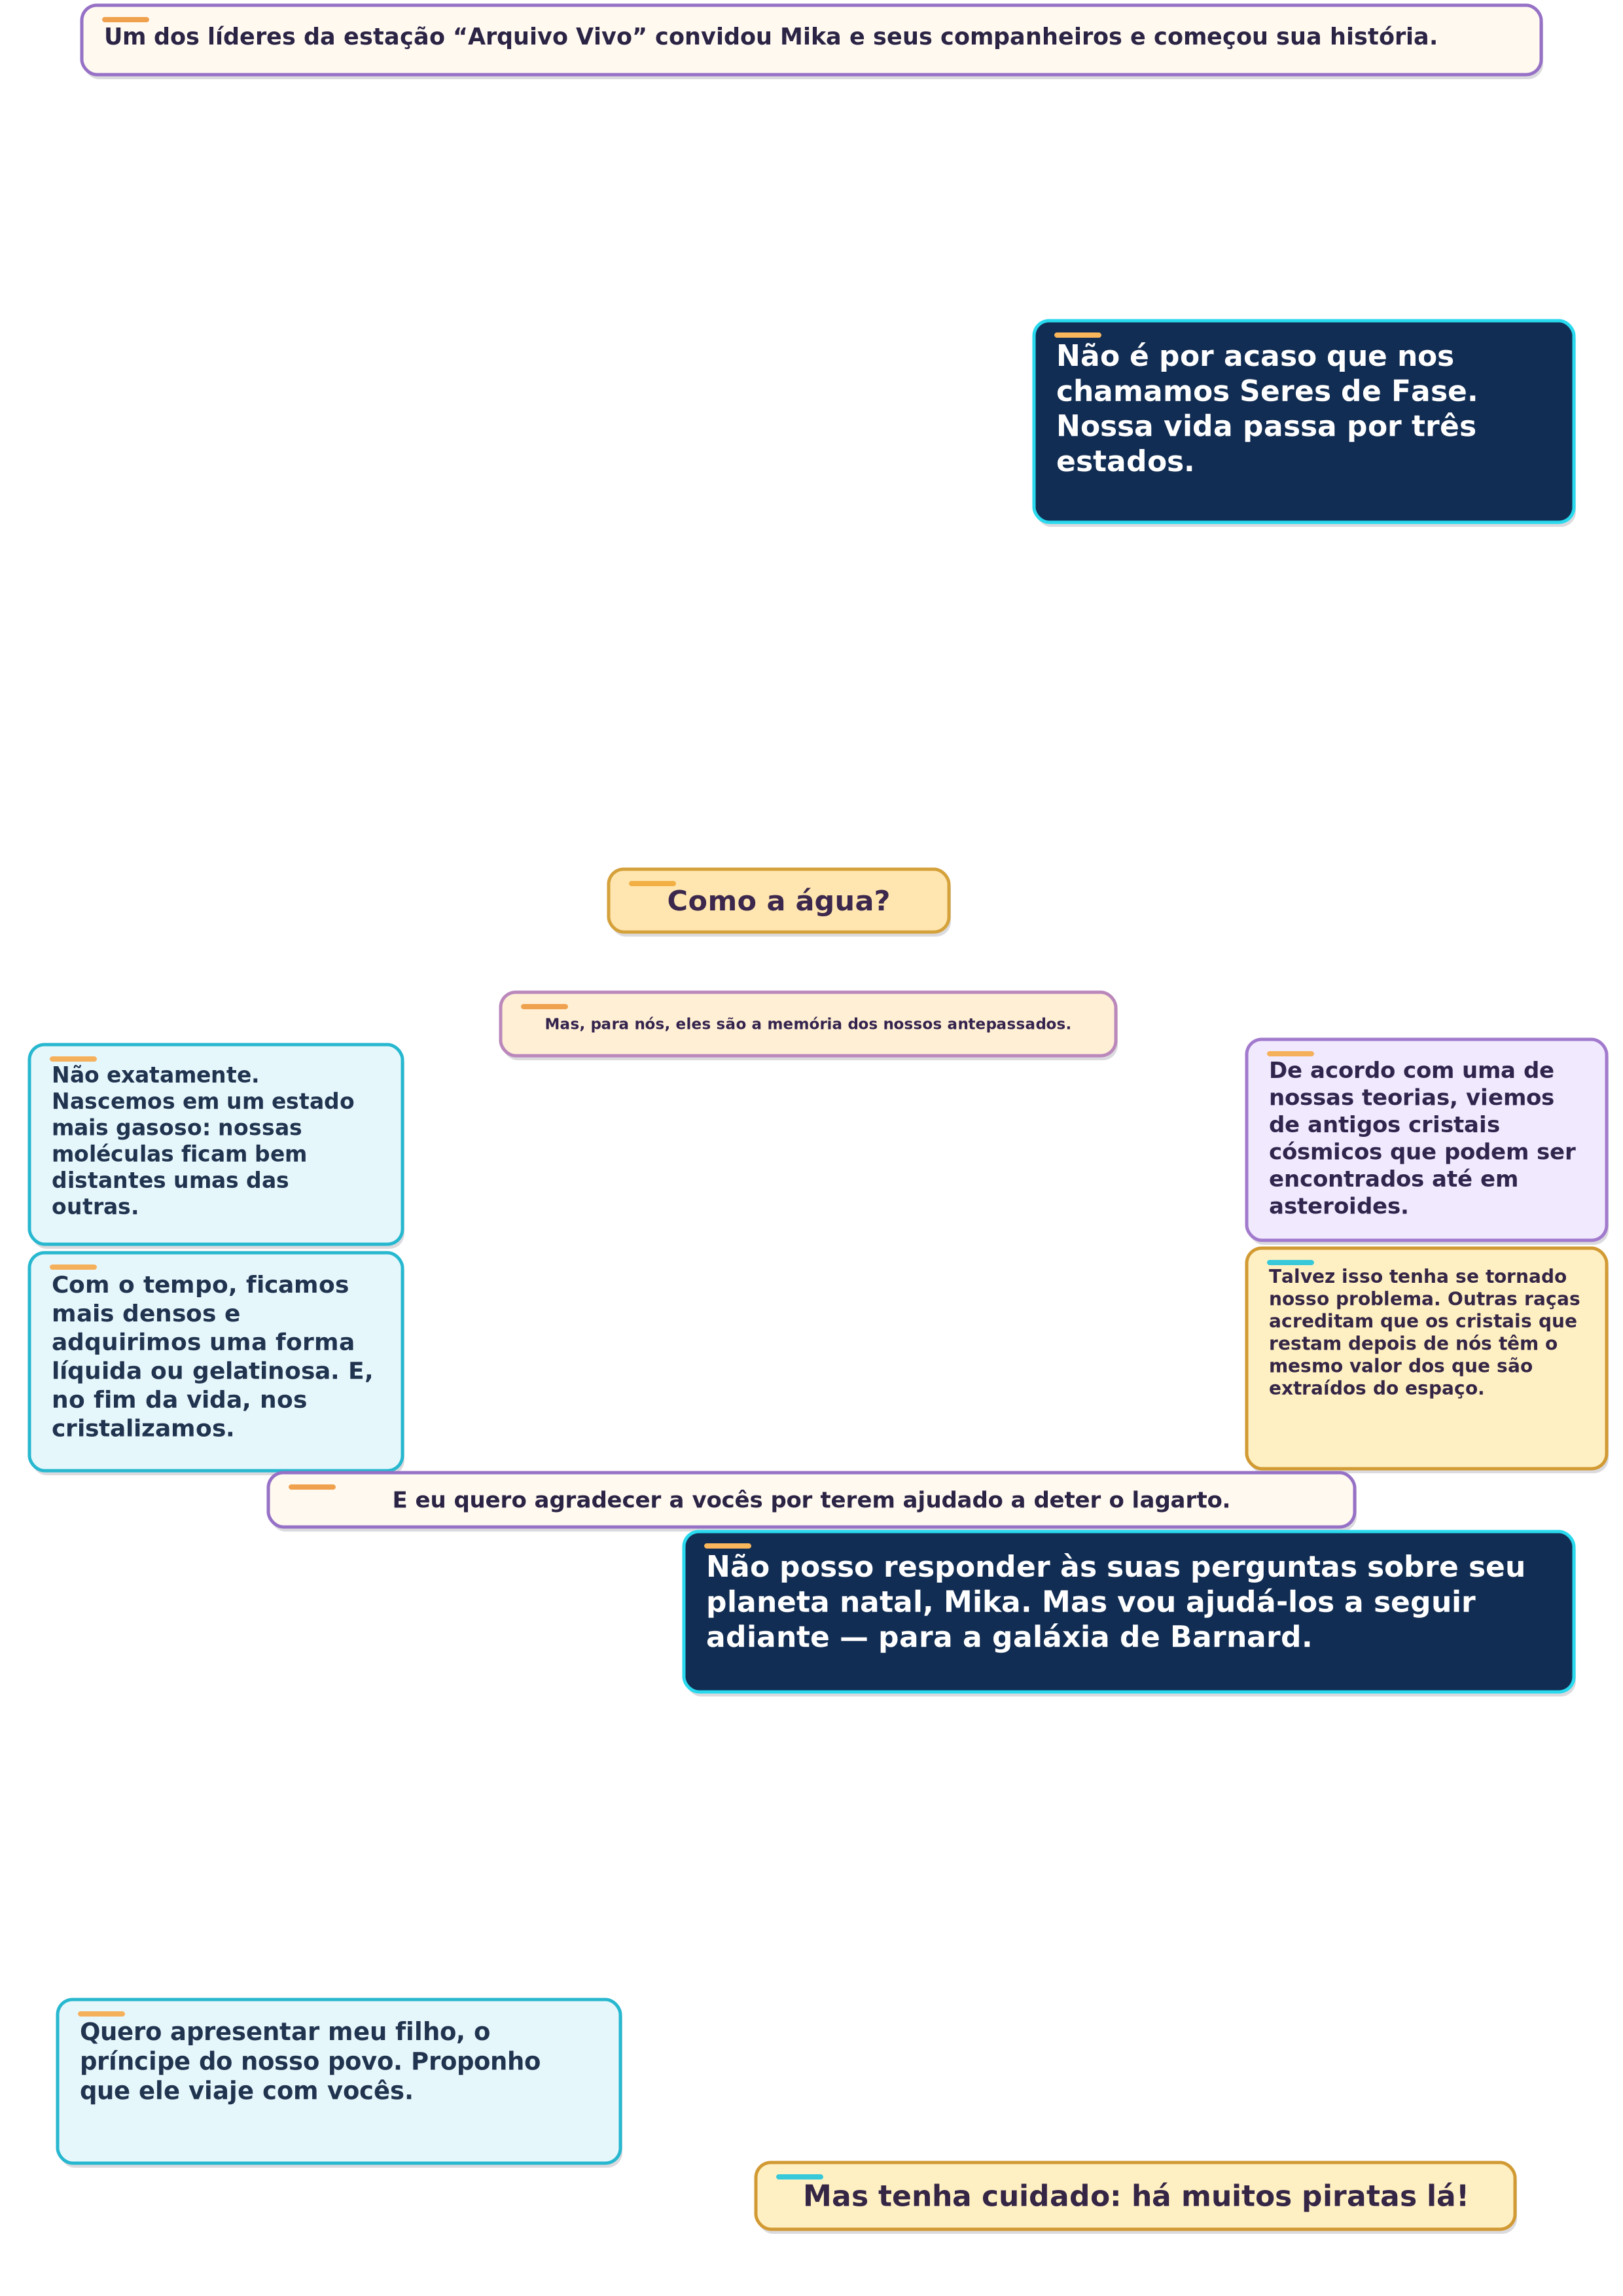 Um dos líderes da estação “Arquivo Vivo” convidou Mika e seus companheiros e começou sua história.
Não é por acaso que nos
chamamos Seres de Fase.
Nossa vida passa por três
estados.
Como a água?
Mas, para nós, eles são a memória dos nossos antepassados.
Não exatamente.
Nascemos em um estado
mais gasoso: nossas
moléculas ficam bem
distantes umas das
outras.
Com o tempo, ficamos
mais densos e
adquirimos uma forma
líquida ou gelatinosa. E,
no fim da vida, nos
cristalizamos.
De acordo com uma de
nossas teorias, viemos
de antigos cristais
cósmicos que podem ser
encontrados até em
asteroides.
Talvez isso tenha se tornado
nosso problema. Outras raças
acreditam que os cristais que
restam depois de nós têm o
mesmo valor dos que são
extraídos do espaço.
E eu quero agradecer a vocês por terem ajudado a deter o lagarto.
Não posso responder às suas perguntas sobre seu
planeta natal, Mika. Mas vou ajudá-los a seguir
adiante — para a galáxia de Barnard.
Quero apresentar meu filho, o
príncipe do nosso povo. Proponho
que ele viaje com vocês.
Mas tenha cuidado: há muitos piratas lá!